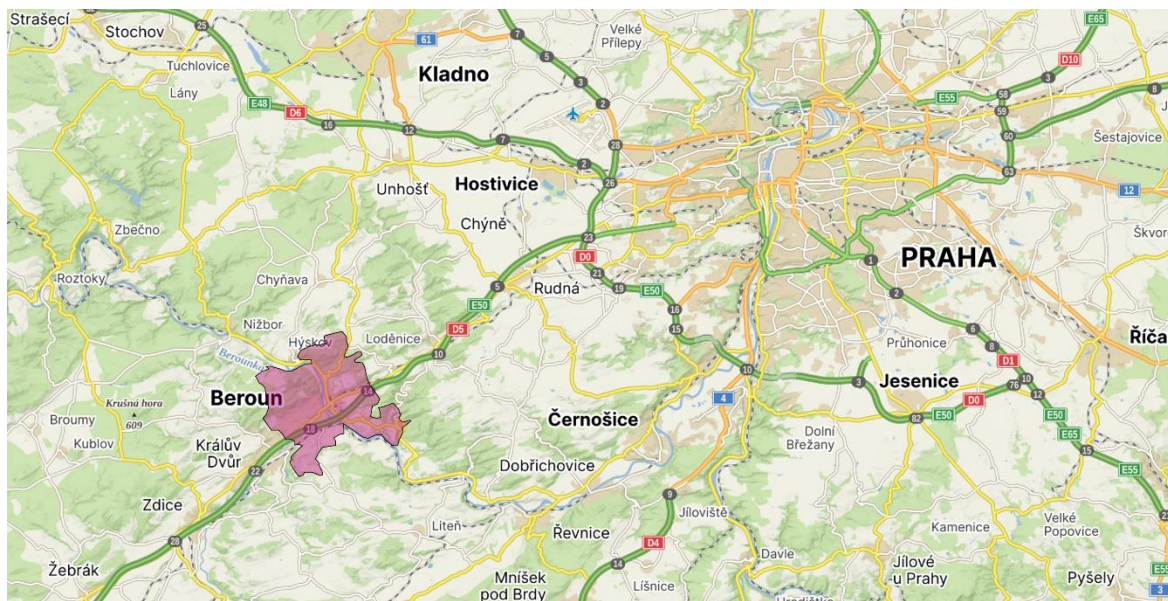 Strašecí
Stochov
25
61
7
Velké
Přílepy
E65
D10
Tuchlovice
Kladno
5
3
3
Lány
E48
D6
2
E55
58
8
59
16
12
7
28
60
Šestajovice
2
63
Unhošť
Hostivice
26
12
Zbečno
Chýně
23
D0
PRAHA
Roztoky
Chyňava
21
1
5
Rudná
19
E50
E50
16
2
Nižbor
D5
15
6
Hýskov
Loděnice
Průhonice
8
Berounka
10
D1
10
Beroun
3
Jesenice
76
10
12
Krušná hora
609
4
D0
Broumy
Černošice
E50
82
E50
Kublov
Králův
Dvůr
18
Dolní
Břežany
E65
22
Dobřichovice
15
E55
Zdice
9
Jíloviště
Liteň
Řevnice
Kamenice
Velké
Popovice
28
D4
Žebrák
14
Davle
Jílové
u Prahy
Mníšek
pod Brdy
Líšnice
Pyšely
3